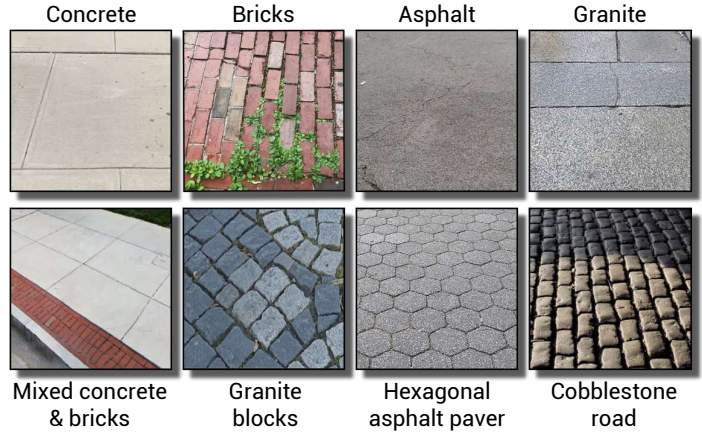 Concrete
Bricks
Asphalt
Granite
Mixed concrete
& bricks
Granite
blocks
Hexagonal
asphalt paver
Cobblestone
road